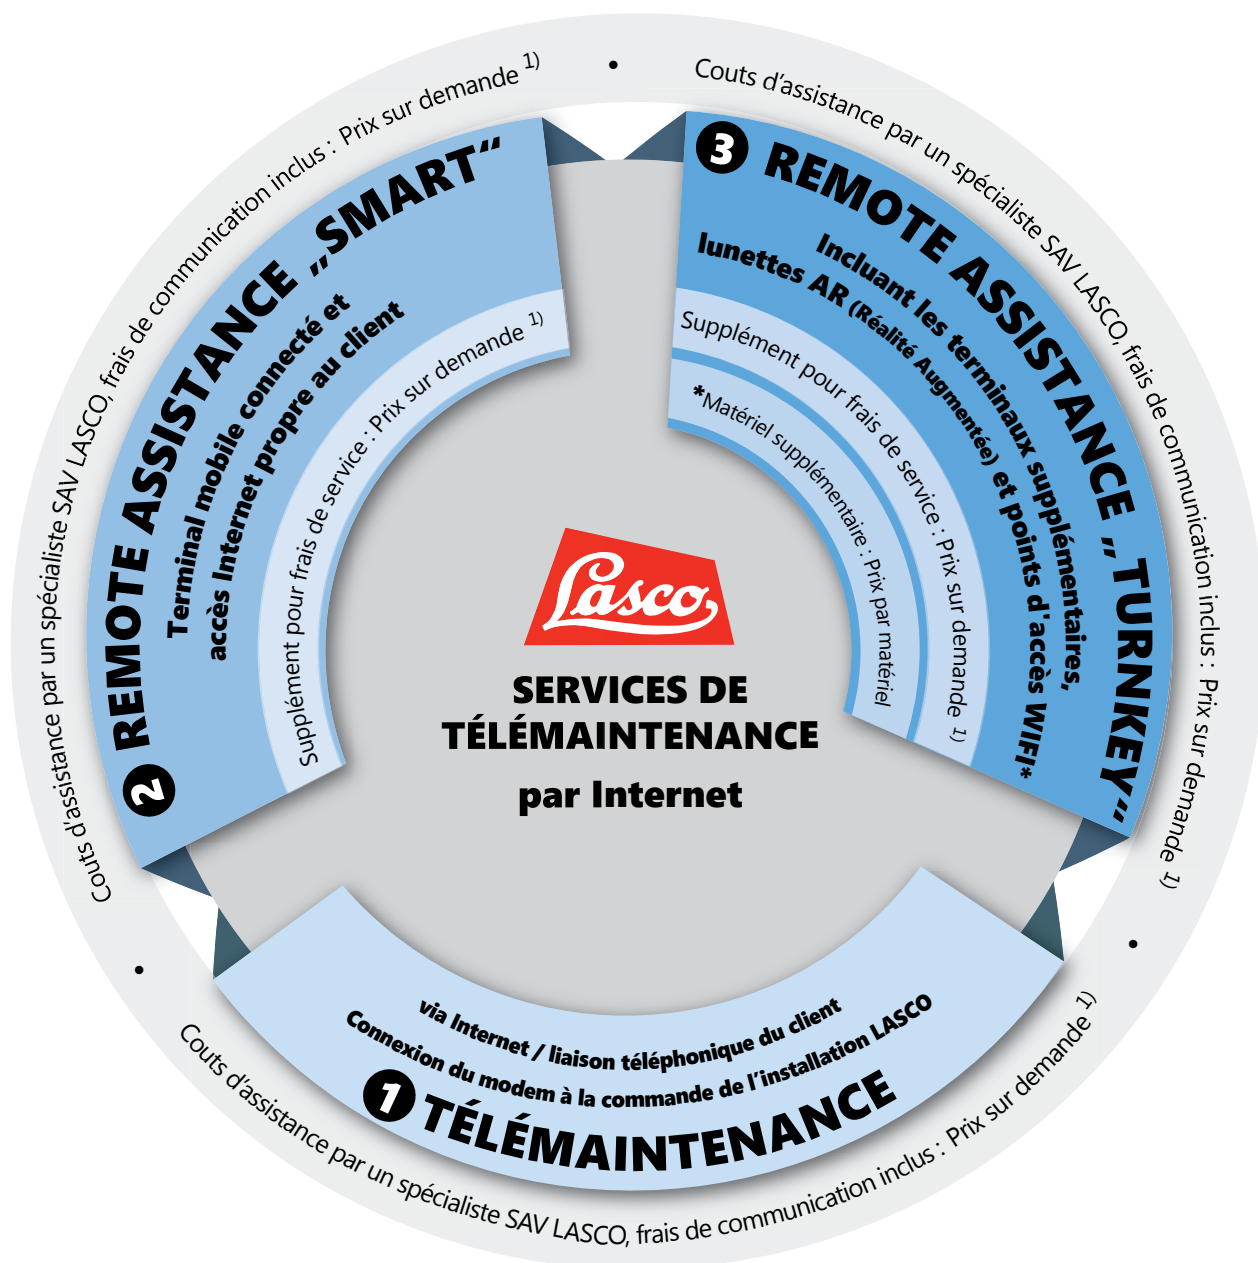 Lasco
SERVICES DE
TÉLÉMAINTENANCE
par Internet
1 TÉLÉMAINTENANCE
Connexion du modem à la commande de l'installation LASCO
via Internet / liaison téléphonique du client
Couts d'assistance par un spécialiste SAV LASCO, frais de communication inclus : Prix sur demande 1)
•
2 REMOTE ASSISTANCE „SMART“
Terminal mobile connecté et
accès Internet propre au client
Supplément pour frais de service : Prix sur demande 1)
Couts d'assistance par un spécialiste SAV LASCO, frais de communication inclus : Prix sur demande 1)
•
3 REMOTE ASSISTANCE „TURNKEY“
Incluant les terminaux supplémentaires,
lunettes AR (Réalité Augmentée) et points d'accès WIFI*
Supplément pour frais de service : Prix sur demande 1)
*Matériel supplémentaire : Prix par matériel
Couts d'assistance par un spécialiste SAV LASCO, frais de communication inclus : Prix sur demande 1)
•